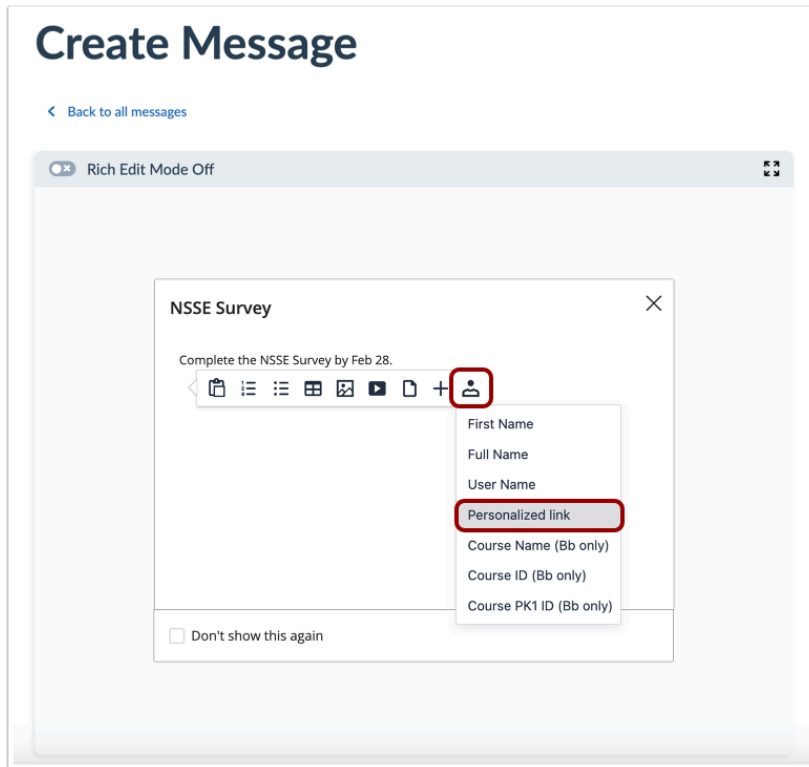 Create Message
Back to all messages
Rich Edit Mode Off
NSSE Survey
Complete the NSSE Survey by Feb 28.
First Name
Full Name
User Name
Personalized link
Course Name (Bb only)
Course ID (Bb only)
Course PK1 ID (Bb only)
Don't show this again